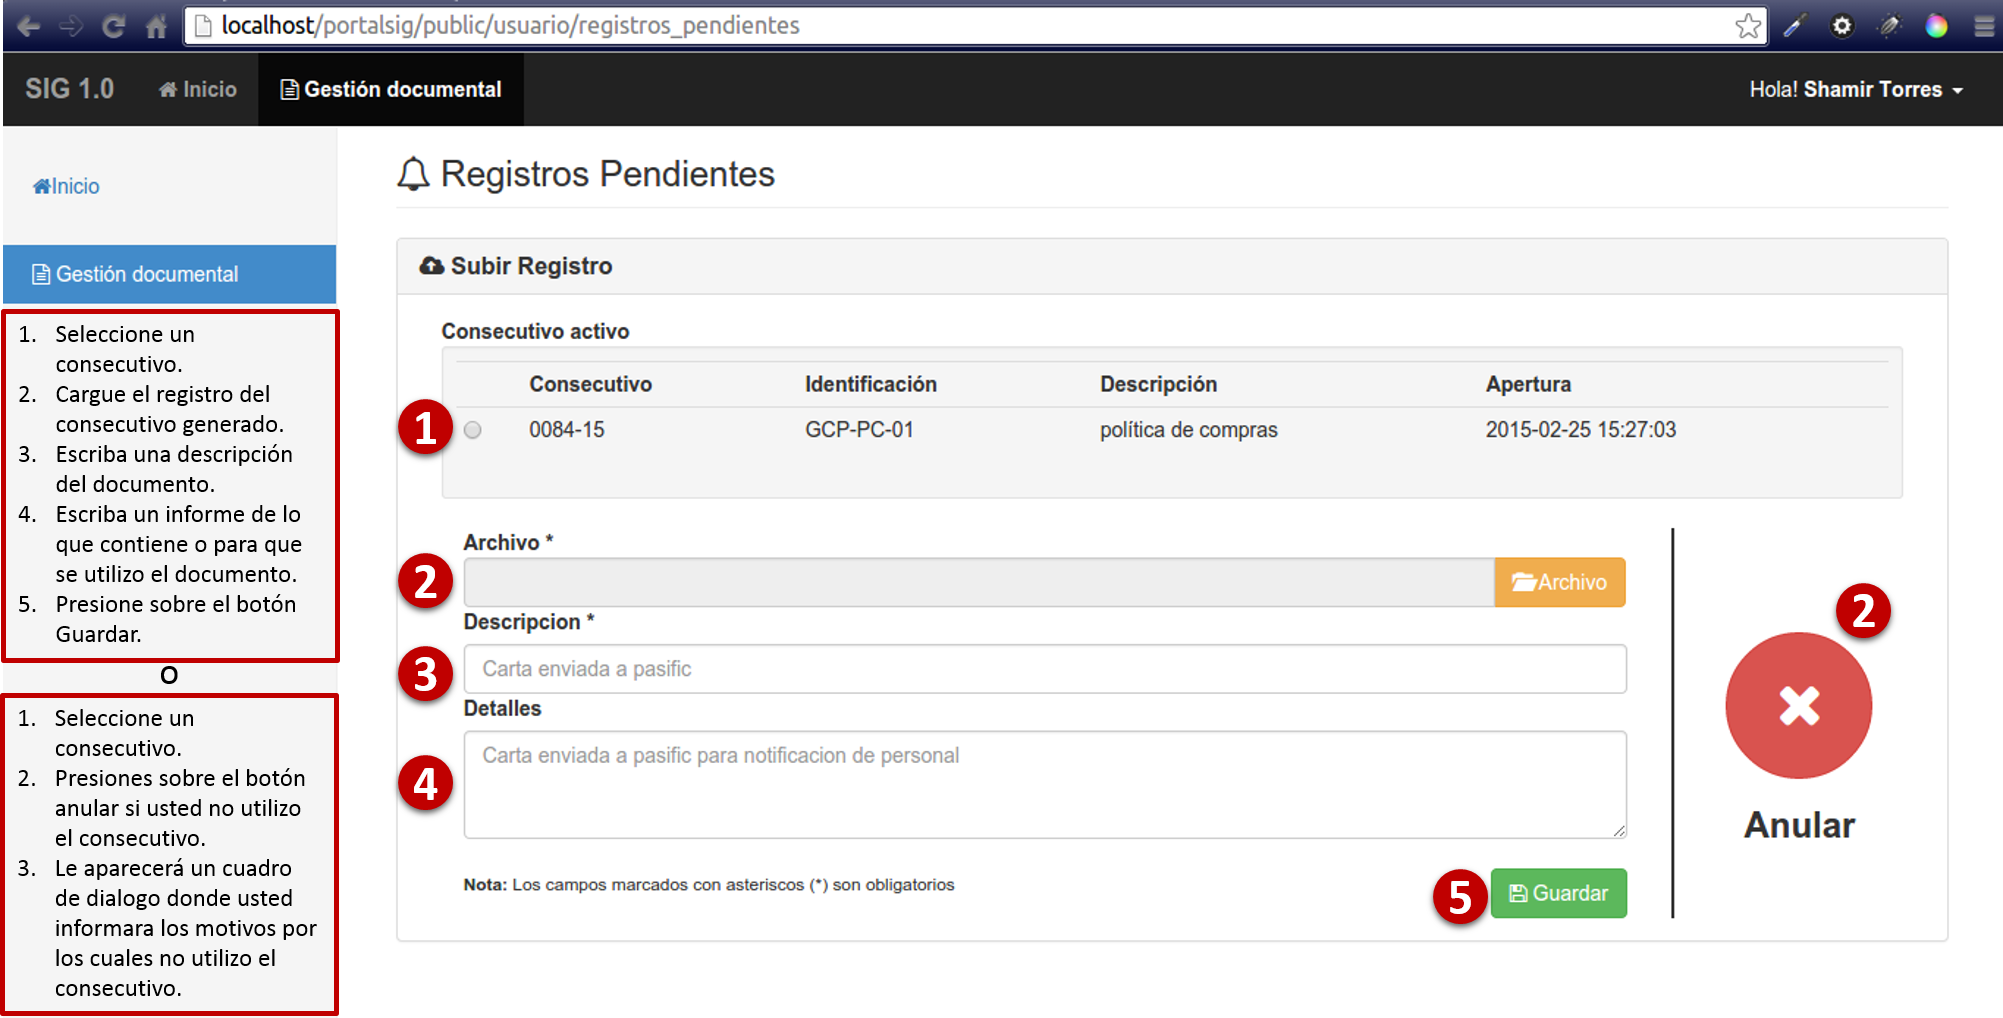 localhost/portalsig/public/usuario/registros_pendientes
SIG 1.0 Inicio Gestión documental Hola! Shamir Torres
Inicio
Gestión documental
1. Seleccione un
consecutivo.
2. Cargue el registro del
consecutivo generado.
3. Escriba una descripción
del documento.
4. Escriba un informe de lo
que contiene o para que
se utilizo el documento.
5. Presione sobre el botón
Guardar.
O
1. Seleccione un
consecutivo.
2. Presiones sobre el botón
anular si usted no utilizo
el consecutivo.
3. Le aparecerá un cuadro
de dialogo donde usted
informara los motivos por
los cuales no utilizo el
consecutivo.
Registros Pendientes
Subir Registro
Consecutivo activo
Consecutivo Identificación Descripción Apertura
1 0084-15 GCP-PC-01 política de compras 2015-02-25 15:27:03
Archivo *
2 Archivo
Descripcion *
3 Carta enviada a pasific
Detalles
4 Carta enviada a pasific para notificacion de personal
Nota: Los campos marcados con asteriscos (*) son obligatorios
5 Guardar
2
Anular